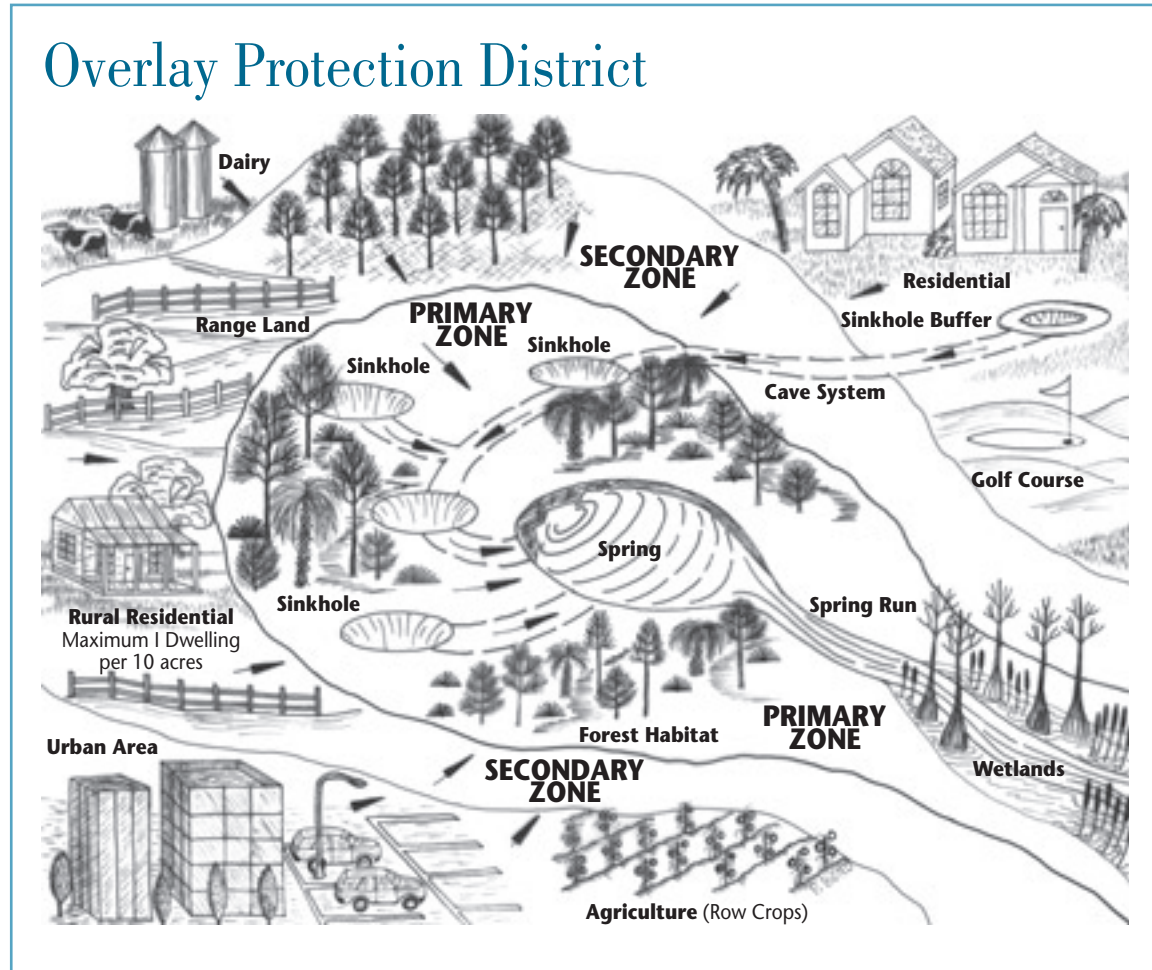 Overlay Protection District
Dairy
SECONDARY
ZONE
Residential
Sinkhole Buffer
Range Land
PRIMARY
ZONE
Sinkhole
Sinkhole
Cave System
Golf Course
Spring
Sinkhole
Spring Run
Rural Residential
Maximum I Dwelling
per 10 acres
PRIMARY
ZONE
Forest Habitat
Urban Area
SECONDARY
ZONE
Wetlands
Agriculture (Row Crops)